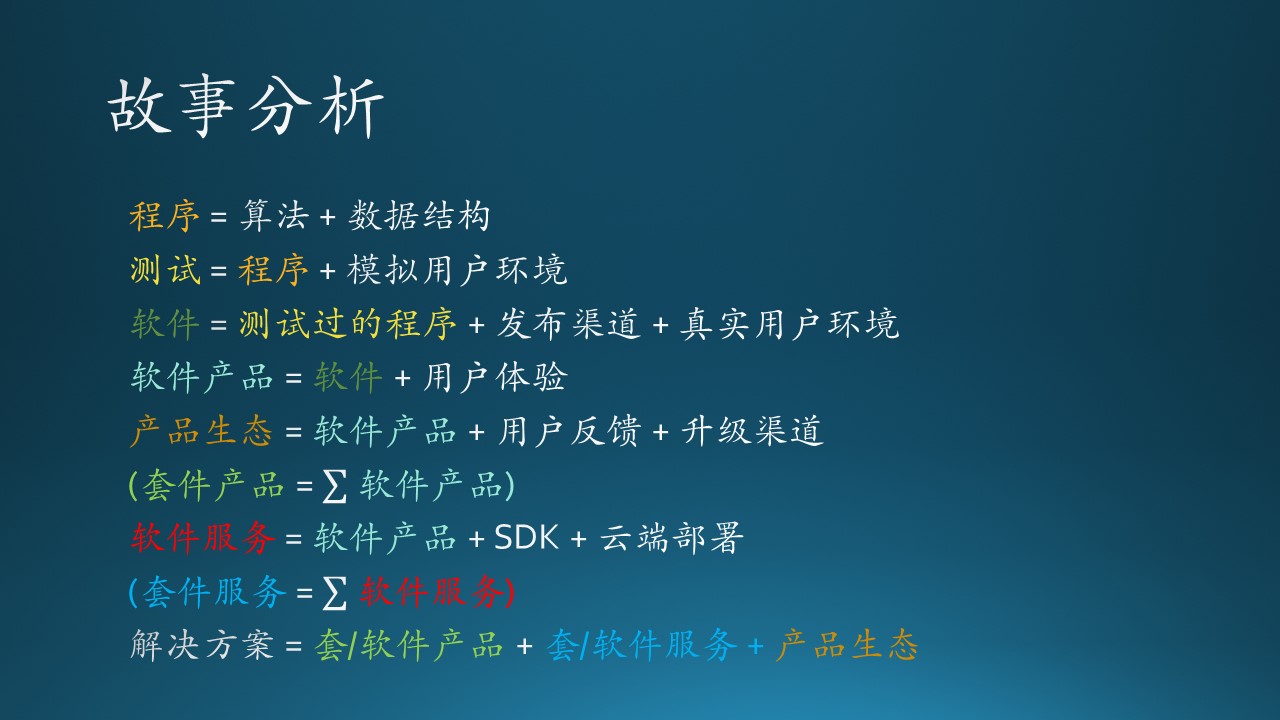 故事分析
程序 = 算法 + 数据结构
测试 = 程序 + 模拟用户环境
软件 = 测试过的程序 + 发布渠道 + 真实用户环境
软件产品 = 软件 + 用户体验
产品生态 = 软件产品 + 用户反馈 + 升级渠道
(套件产品 = ∑ 软件产品)
软件服务 = 软件产品 + SDK + 云端部署
(套件服务 = ∑ 软件服务)
解决方案 = 套/软件产品 + 套/软件服务 + 产品生态